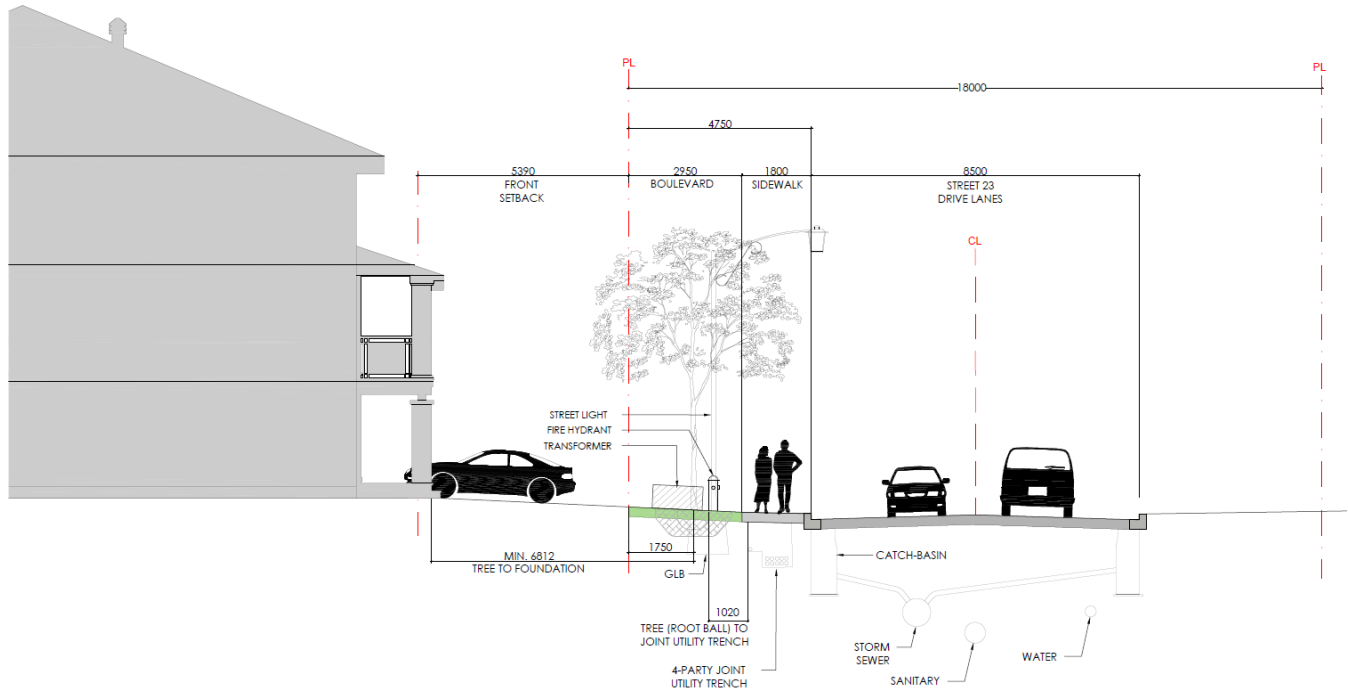 PL
PL
18000
4750
5390
FRONT
SETBACK
2950
BOULEVARD
1800
SIDEWALK
8500
STREET 23
DRIVE LANES
CL
STREET LIGHT
FIRE HYDRANT
TRANSFORMER
1750
MIN. 6812
TREE TO FOUNDATION
GLB
CATCH-BASIN
1020
TREE (ROOT BALL) TO
JOINT UTILITY TRENCH
4-PARTY JOINT
UTILITY TRENCH
STORM
SEWER
SANITARY
WATER